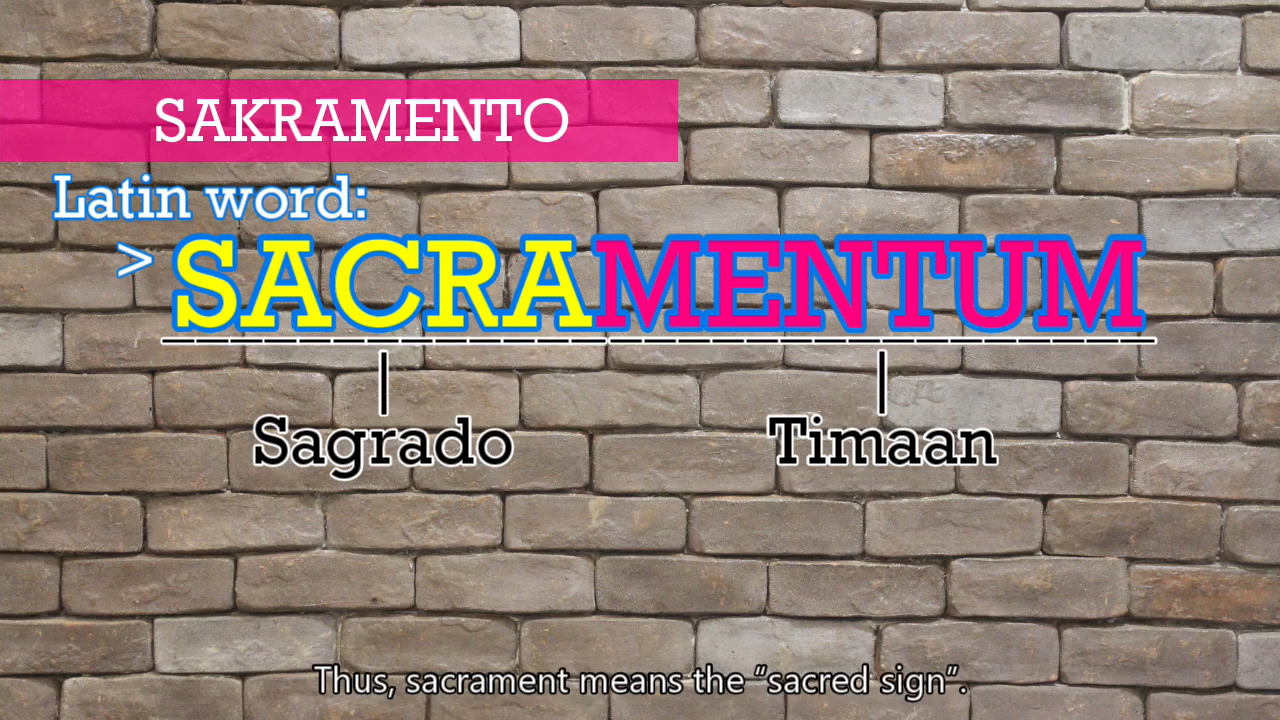 SAKRAMENTO
Latin word:
> SACRAMENTUM
Sagrado Timaan
Thus, sacrament means the “sacred sign”.